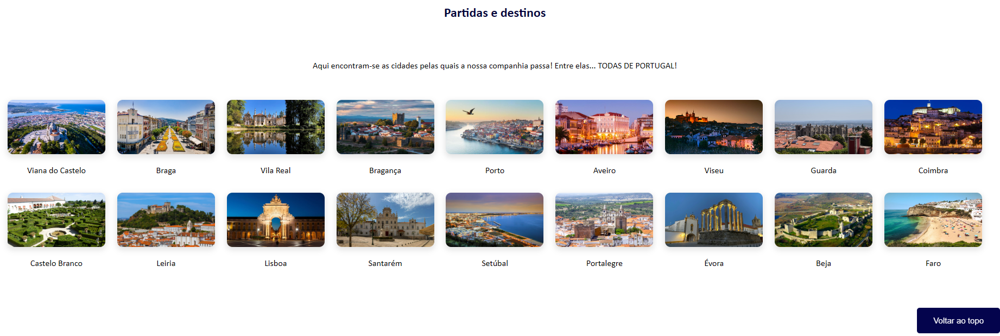 Partidas e destinos
Aqui encontram-se as cidades pelas quais a nossa companhia passa! Entre elas... TODAS DE PORTUGAL!
Viana do Castelo
Braga
Vila Real
Bragança
Porto
Aveiro
Viseu
Guarda
Coimbra
Castelo Branco
Leiria
Lisboa
Santarém
Setúbal
Portalegre
Évora
Beja
Faro
Voltar ao topo